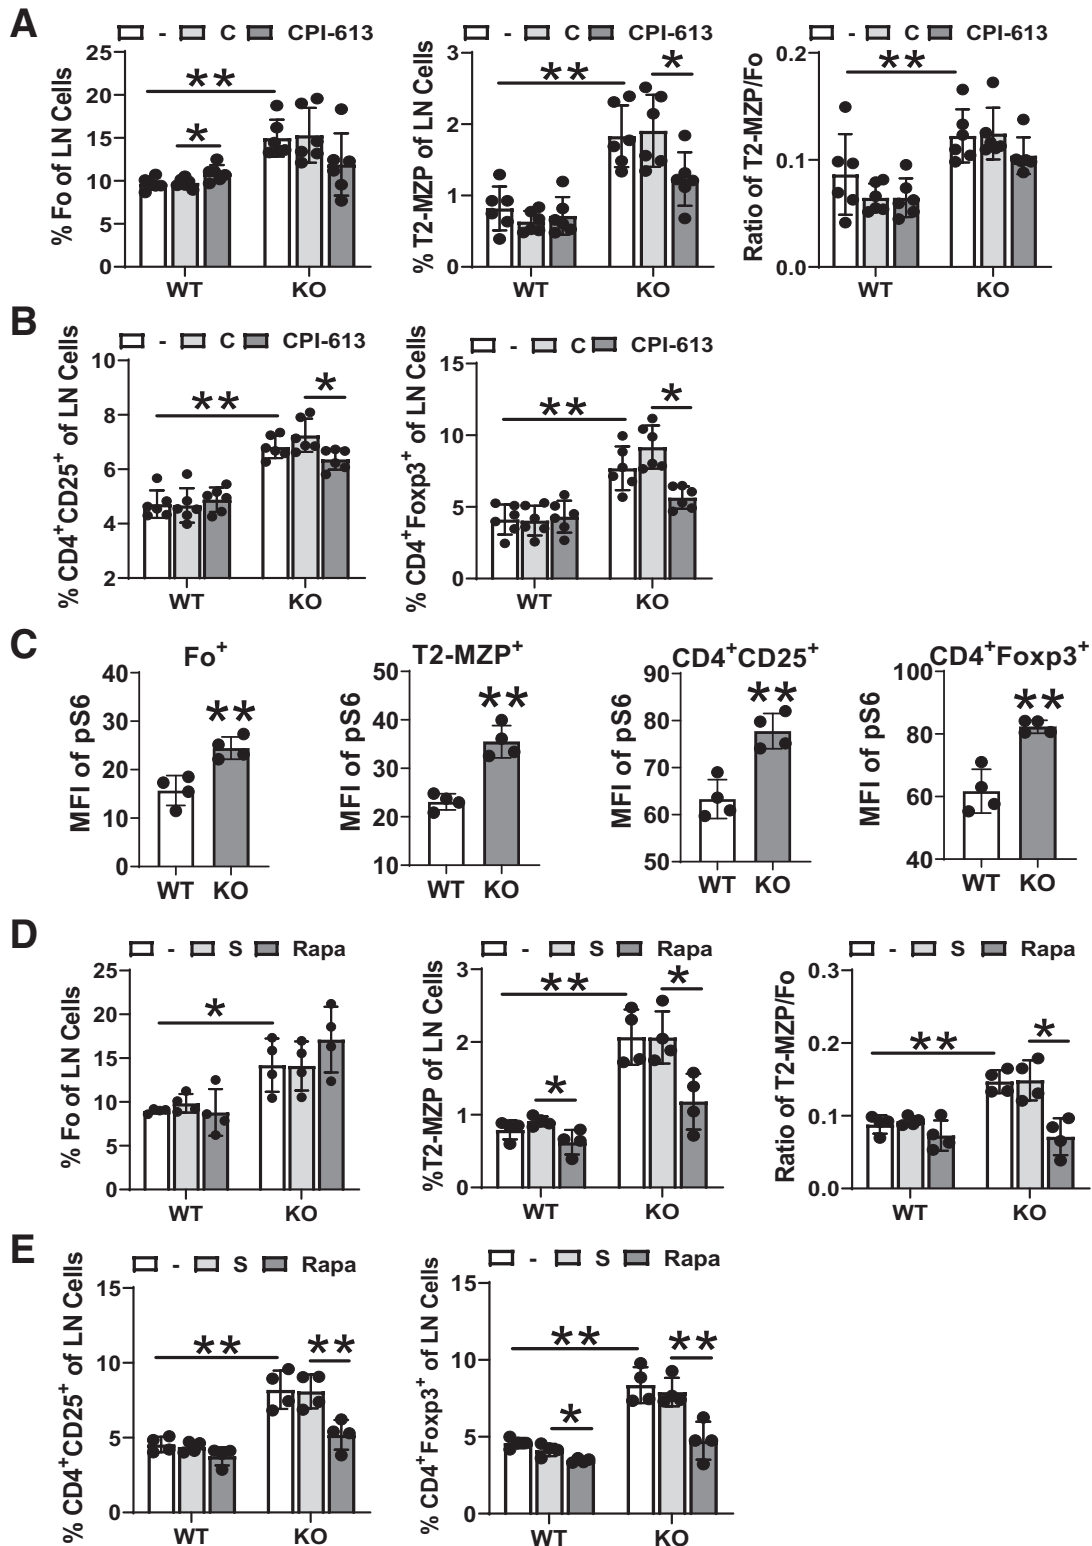 A
- C CPI-613
% Fo of LN Cells
25
20
15
10
5
0
**
*
WT KO
- C CPI-613
% T2-MZP of LN Cells
3
2
1
0
**
*
WT KO
- C CPI-613
Ratio of T2-MZP/Fo
0.2
0.1
0.0
**
WT KO
B
- C CPI-613
% CD4+CD25+ of LN Cells
10
8
6
4
2
**
*
WT KO
- C CPI-613
% CD4+Foxp3+ of LN Cells
15
10
5
0
**
*
WT KO
C
Fo+
MFI of pS6
40
30
20
10
0
**
WT KO
T2-MZP+
MFI of pS6
50
40
30
20
10
**
WT KO
CD4+CD25+
MFI of pS6
90
80
70
60
50
**
WT KO
CD4+Foxp3+
MFI of pS6
100
80
60
40
**
WT KO
D
- S Rapa
% Fo of LN Cells
25
20
15
10
5
0
*
WT KO
- S Rapa
%T2-MZP of LN Cells
3
2
1
0
**
*
*
WT KO
- S Rapa
Ratio of T2-MZP/Fo
0.3
0.2
0.1
0.0
**
*
WT KO
E
- S Rapa
% CD4+CD25+ of LN Cells
15
10
5
0
**
**
WT KO
- S Rapa
% CD4+Foxp3+ of LN Cells
15
10
5
0
**
**
*
WT KO